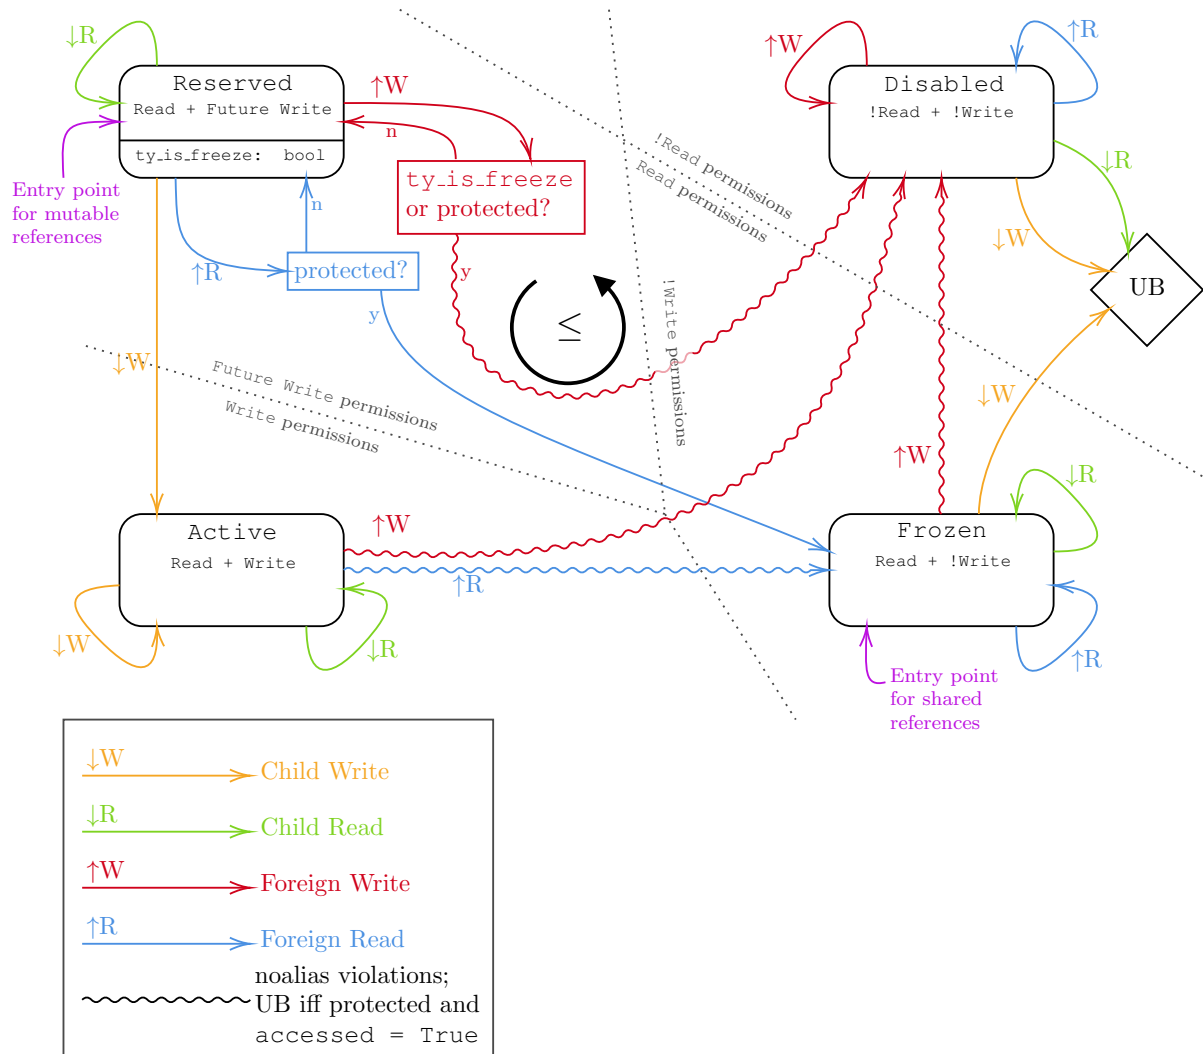 ↓R
Reserved
Read + Future Write
ty_is_freeze: bool
Entry point
for mutable
references
↑W
n
ty_is_freeze
or protected?
y
n
↑R
protected?
y
≤
!Read permissions
Read permissions
!Write permissions
Future Write permissions
Write permissions
↑W
Disabled
!Read + !Write
↑R
↓R
↓W
UB
↓W
↓W
Active
Read + Write
↓W
↓R
↑W
↑R
↑W
Frozen
Read + !Write
↓R
↑R
Entry point
for shared
references
↓W
Child Write
↓R
Child Read
↑W
Foreign Write
↑R
Foreign Read
noalias violations;
UB iff protected and
accessed = True